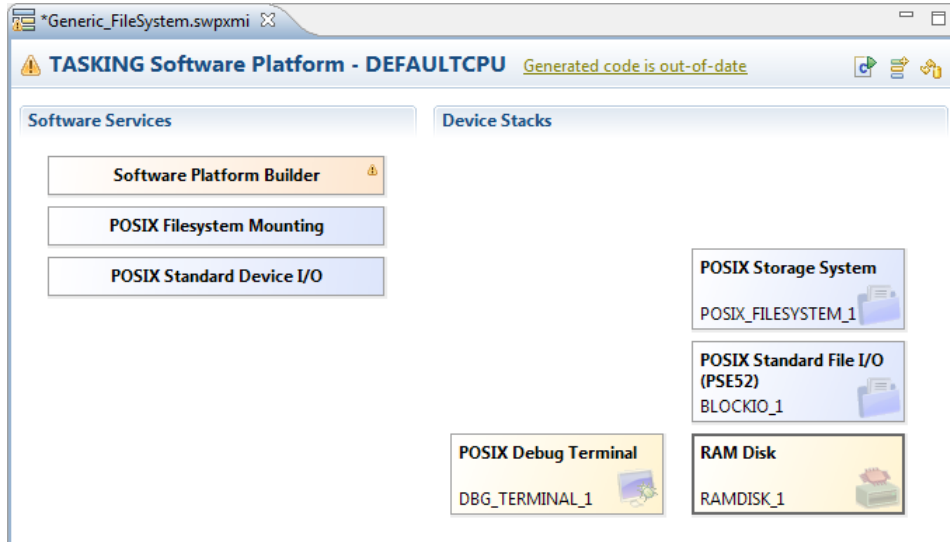 *Generic_FileSystem.swpxmi
TASKING Software Platform - DEFAULTCPU Generated code is out-of-date
Software Services
Software Platform Builder
POSIX Filesystem Mounting
POSIX Standard Device I/O
Device Stacks
POSIX Storage System
POSIX_FILESYSTEM_1
POSIX Standard File I/O
(PSE52)
BLOCKIO_1
POSIX Debug Terminal
DBG_TERMINAL_1
RAM Disk
RAMDISK_1